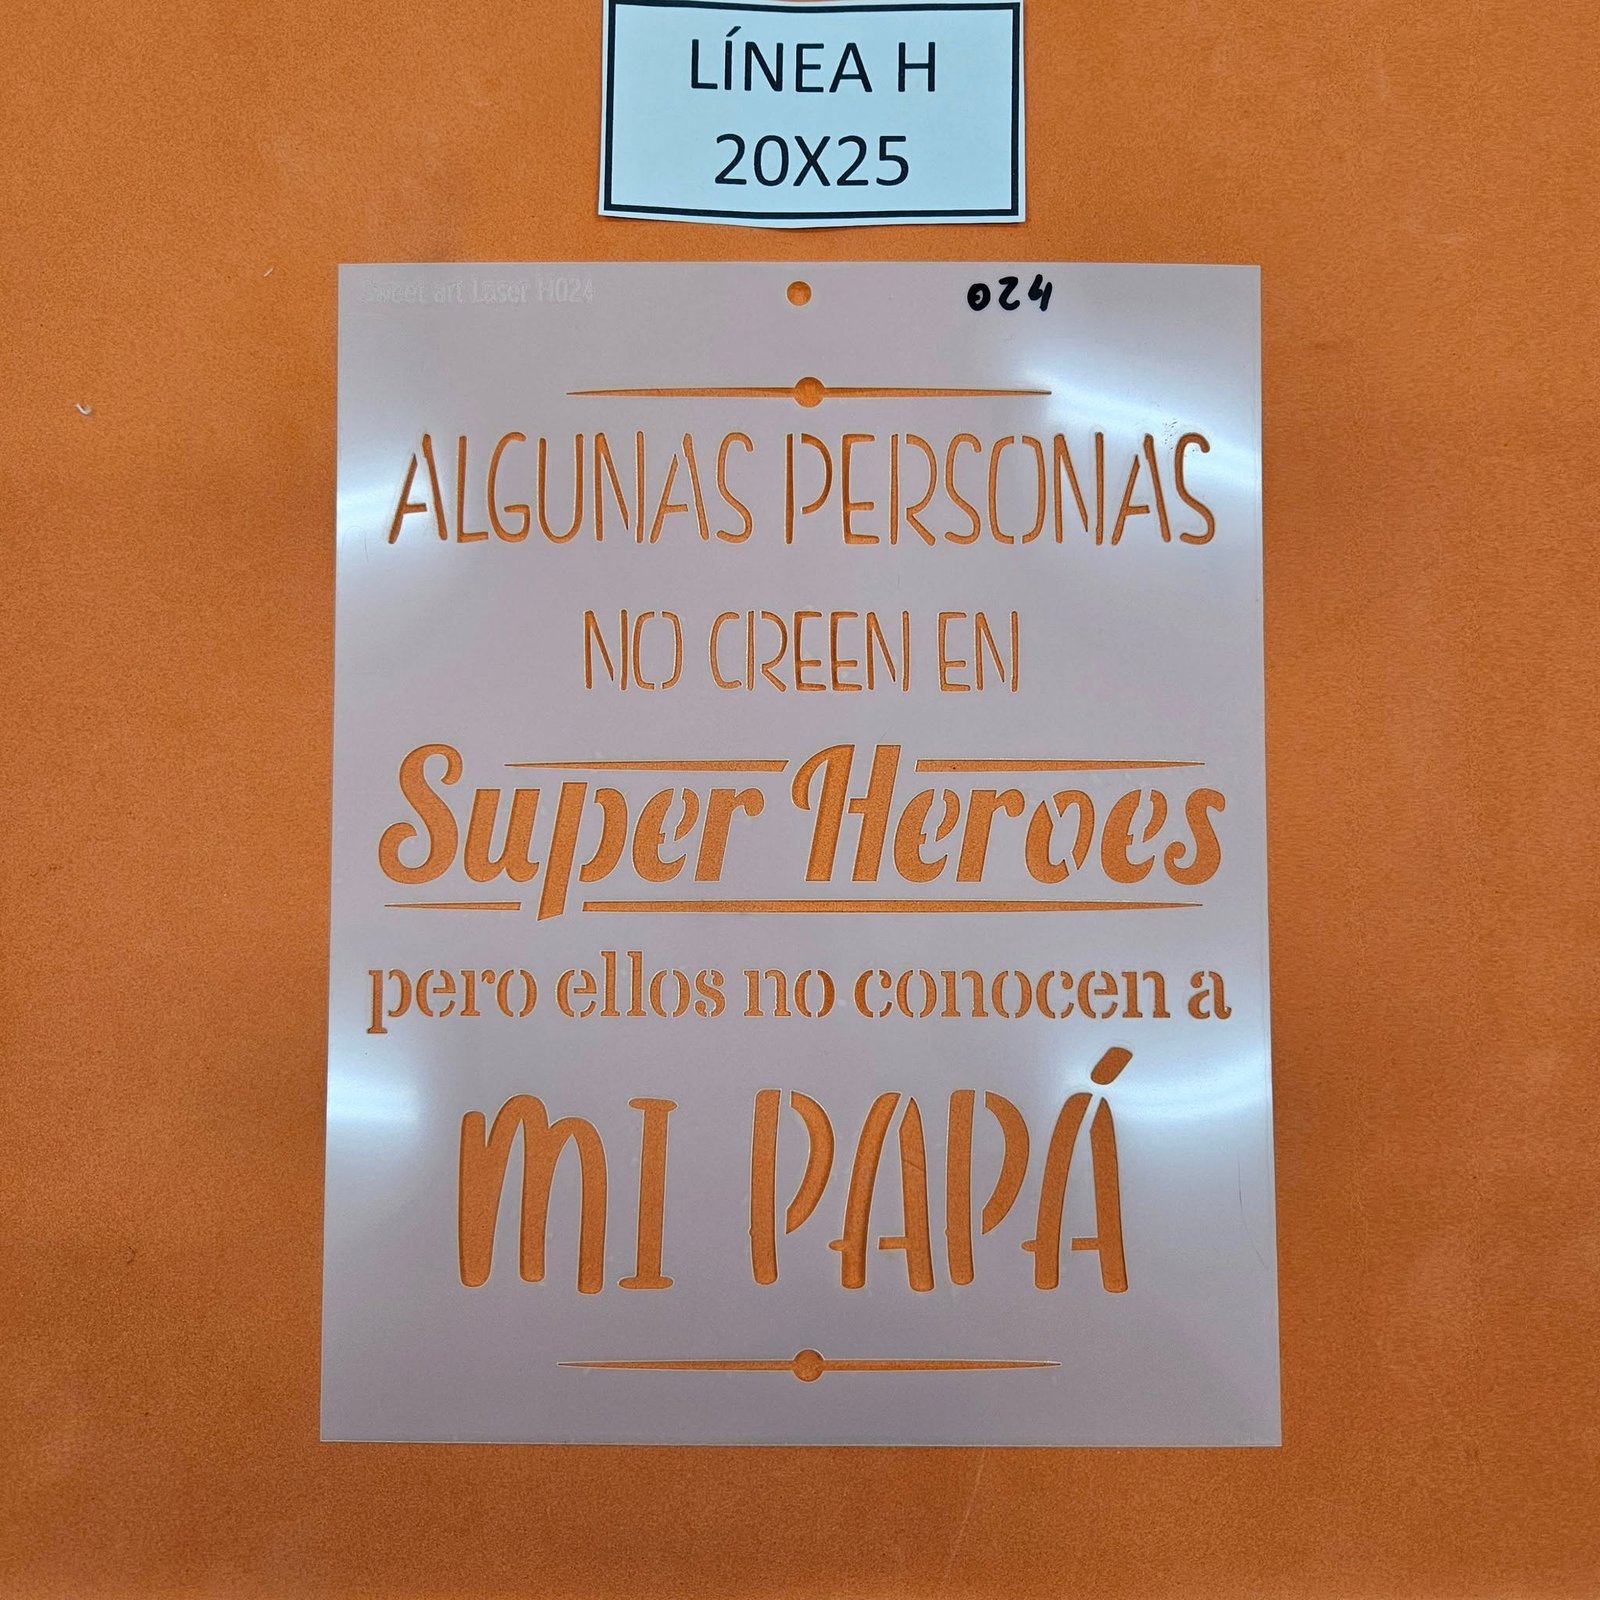 LÍNEA H
20X25
Sweet art Laser H024
024
ALGUNAS PERSONAS
NO CREEN EN
Super Heroes
pero ellos no conocen a
MI PAPÁ